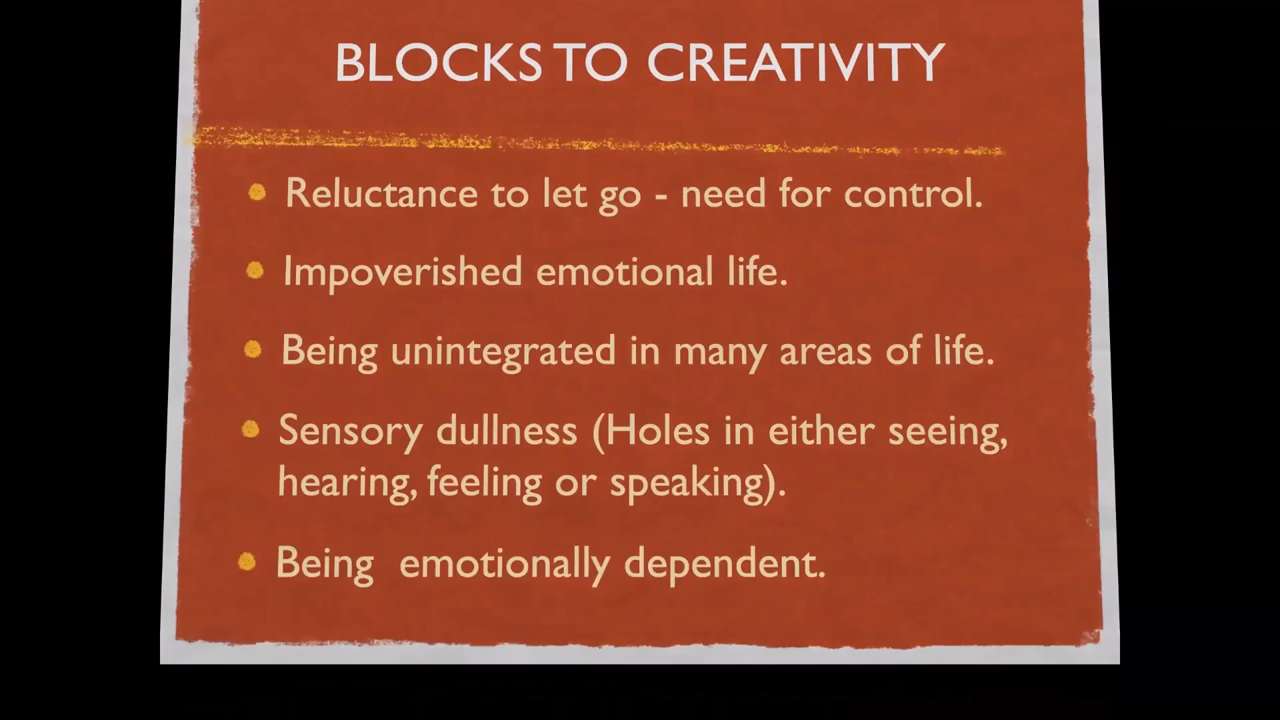 BLOCKS TO CREATIVITY
Reluctance to let go - need for control.
Impoverished emotional life.
Being unintegrated in many areas of life.
Sensory dullness (Holes in either seeing,
hearing, feeling or speaking).
Being  emotionally dependent.